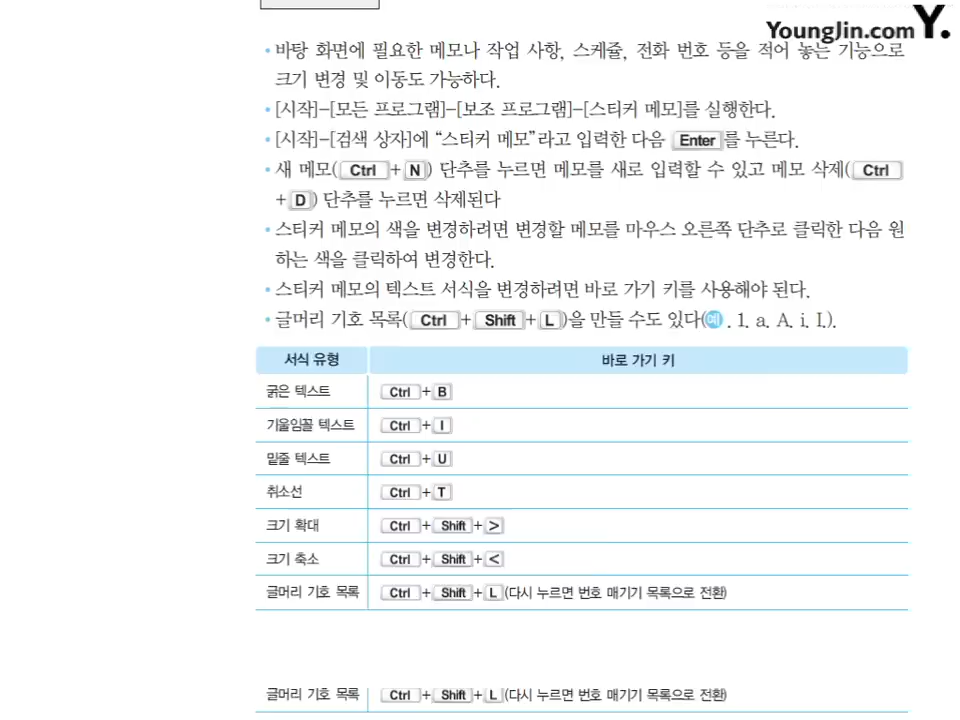 YoungJin.com Y.
• 바탕 화면에 필요한 메모나 작업 사항, 스케줄, 전화 번호 등을 적어 놓는 기능으로
크기 변경 및 이동도 가능하다.
• [시작]-[모든 프로그램]-[보조 프로그램]-[스티커 메모]를 실행한다.
• [시작]-[검색 상자]에 “스티커 메모”라고 입력한 다음 Enter를 누른다.
• 새 메모(Ctrl+N) 단추를 누르면 메모를 새로 입력할 수 있고 메모 삭제(Ctrl
+D) 단추를 누르면 삭제된다
• 스티커 메모의 색을 변경하려면 변경할 메모를 마우스 오른쪽 단추로 클릭한 다음 원
하는 색을 클릭하여 변경한다.
• 스티커 메모의 텍스트 서식을 변경하려면 바로 가기 키를 사용해야 된다.
• 글머리 기호 목록(Ctrl+Shift+L)을 만들 수도 있다(예 . 1. a. A. i. I.).
서식 유형 바로 가기 키
굵은 텍스트 Ctrl+B
기울임꼴 텍스트 Ctrl+I
밑줄 텍스트 Ctrl+U
취소선 Ctrl+T
크기 확대 Ctrl+Shift+>
크기 축소 Ctrl+Shift+<
글머리 기호 목록 Ctrl+Shift+L(다시 누르면 번호 매기기 목록으로 전환)
글머리 기호 목록 Ctrl+Shift+L(다시 누르면 번호 매기기 목록으로 전환)